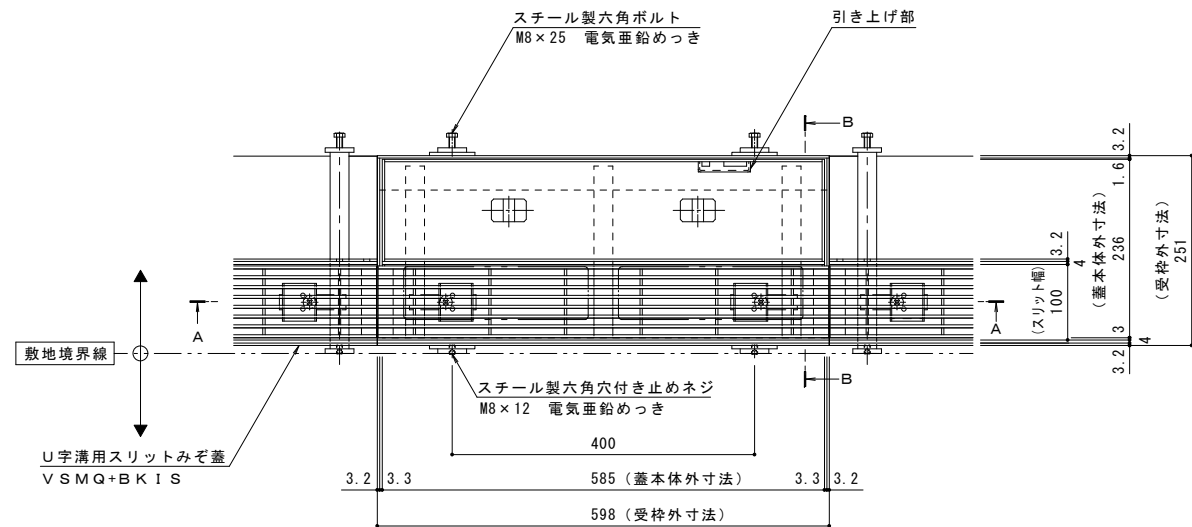 スチール製六角ボルト
M8×25 電気亜鉛めっき
引き上げ部
B
3.2
1.6
3.2
4
(スリット幅)
100
(蓋本体外寸法)
236
(受枠外寸法)
251
A
A
3
4
3.2
敷地境界線
B
スチール製六角穴付き止めネジ
M8×12 電気亜鉛めっき
400
U字溝用スリットみぞ蓋
VSMQ+BKIS
3.2 3.3 585(蓋本体外寸法) 3.3 3.2
598(受枠外寸法)